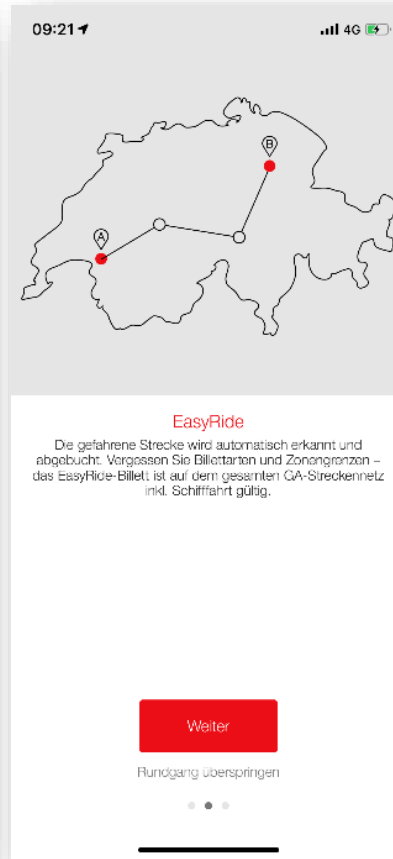 09:21
4G
B
A
EasyRide
Die gefahrene Strecke wird automatisch erkannt und
abgebucht. Vergessen Sie Billettarten und Zonengrenzen –
das EasyRide-Billett ist auf dem gesamten GA-Streckennetz
inkl. Schifffahrt gültig.
Weiter
Rundgang überspringen